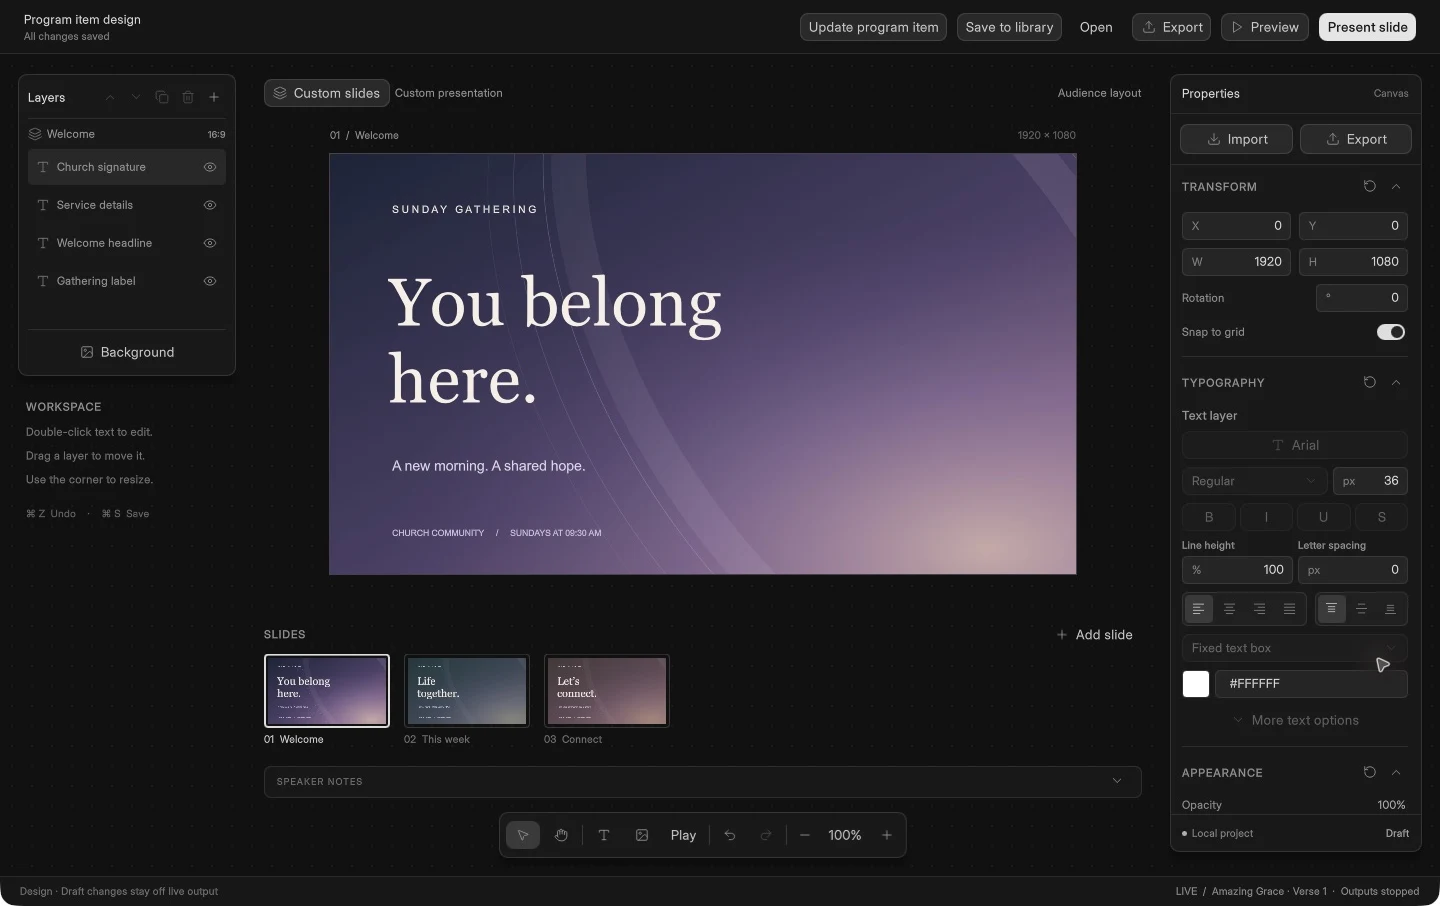 Program item design
All changes saved
Update program item
Save to library
Open
Export
Preview
Present slide
Layers
Welcome
16:9
Church signature
Service details
Welcome headline
Gathering label
Background
WORKSPACE
Double-click text to edit.
Drag a layer to move it.
Use the corner to resize.
⌘ Z Undo · ⌘ S Save
Custom slides
Custom presentation
Audience layout
01 / Welcome
1920 × 1080
SUNDAY GATHERING
You belong
here.
A new morning. A shared hope.
CHURCH COMMUNITY / SUNDAYS AT 09:30 AM
SLIDES
Add slide
You belong
here.
Life
together.
Let's
connect.
01 Welcome
02 This week
03 Connect
SPEAKER NOTES
Play
100%
Properties
Canvas
Import
Export
TRANSFORM
X 0
Y 0
W 1920
H 1080
Rotation
° 0
Snap to grid
TYPOGRAPHY
Text layer
Arial
Regular
px 36
B I U S
Line height
Letter spacing
% 100
px 0
Fixed text box
#FFFFFF
More text options
APPEARANCE
Opacity
100%
Local project
Draft
Design · Draft changes stay off live output
LIVE / Amazing Grace · Verse 1 · Outputs stopped